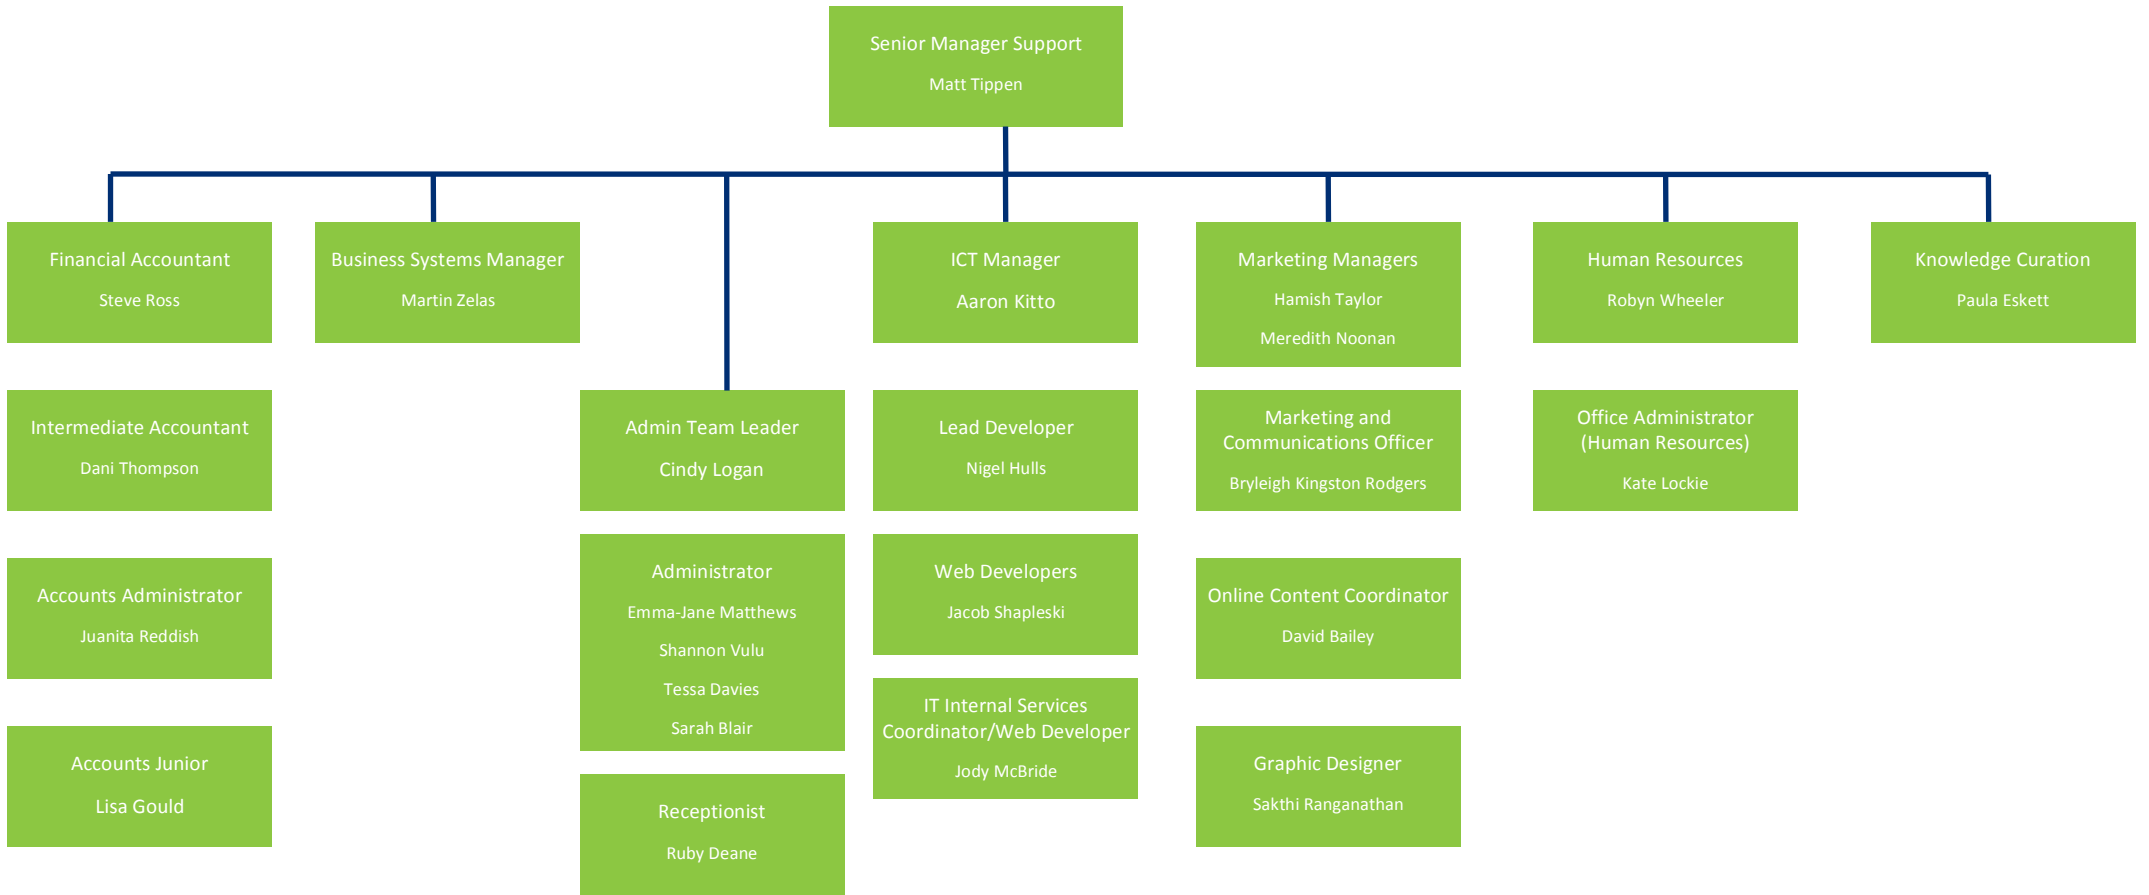 Senior Manager Support
Matt Tippen
Financial Accountant
Steve Ross
Business Systems Manager
Martin Zelas
ICT Manager
Aaron Kitto
Marketing Managers
Hamish Taylor
Meredith Noonan
Human Resources
Robyn Wheeler
Knowledge Curation
Paula Eskett
Intermediate Accountant
Dani Thompson
Admin Team Leader
Cindy Logan
Lead Developer
Nigel Hulls
Marketing and
Communications Officer
Bryleigh Kingston Rodgers
Office Administrator
(Human Resources)
Kate Lockie
Accounts Administrator
Juanita Reddish
Administrator
Emma-Jane Matthews
Shannon Vulu
Tessa Davies
Sarah Blair
Web Developers
Jacob Shapleski
Online Content Coordinator
David Bailey
IT Internal Services
Coordinator/Web Developer
Jody McBride
Accounts Junior
Lisa Gould
Graphic Designer
Sakthi Ranganathan
Receptionist
Ruby Deane